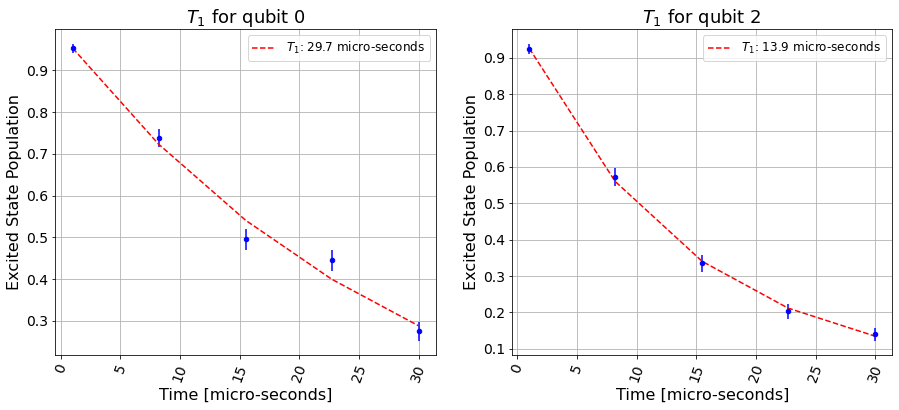 T₁ for qubit 0
T₁: 29.7 micro-seconds
Excited State Population
0.9
0.8
0.7
0.6
0.5
0.4
0.3
0 5 10 15 20 25 30
Time [micro-seconds]
T₁ for qubit 2
T₁: 13.9 micro-seconds
Excited State Population
0.9
0.8
0.7
0.6
0.5
0.4
0.3
0.2
0.1
0 5 10 15 20 25 30
Time [micro-seconds]